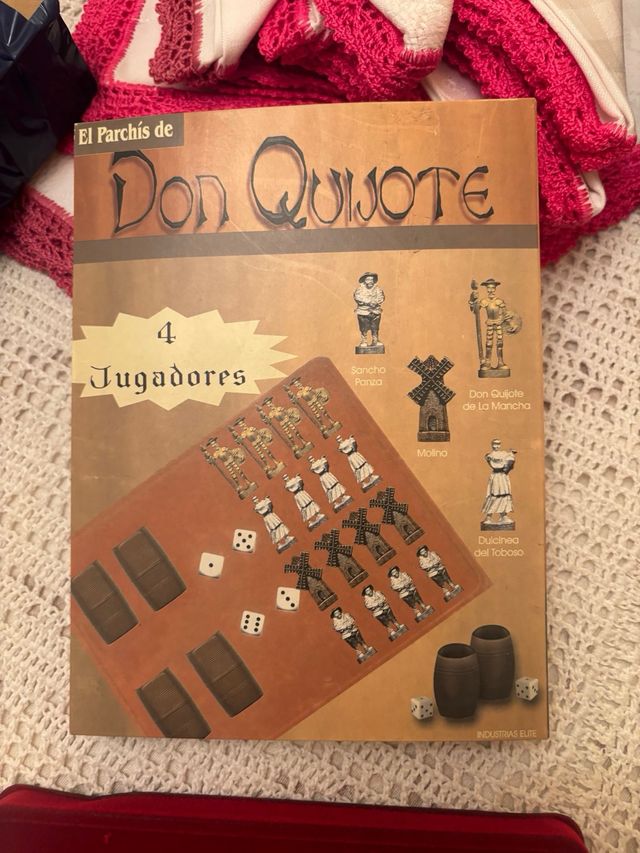 El Parchís de
Don Quijote
4
Jugadores
Sancho
Panza
Don Quijote
de La Mancha
Molino
Dulcinea
del Toboso
INDUSTRIAS ELITE